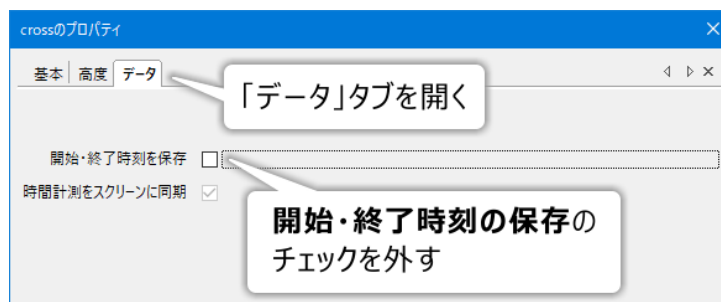 crossのプロパティ
基本 高度 データ
「データ」タブを開く
開始・終了時刻を保存
時間計測をスクリーンに同期
開始・終了時刻の保存の
チェックを外す